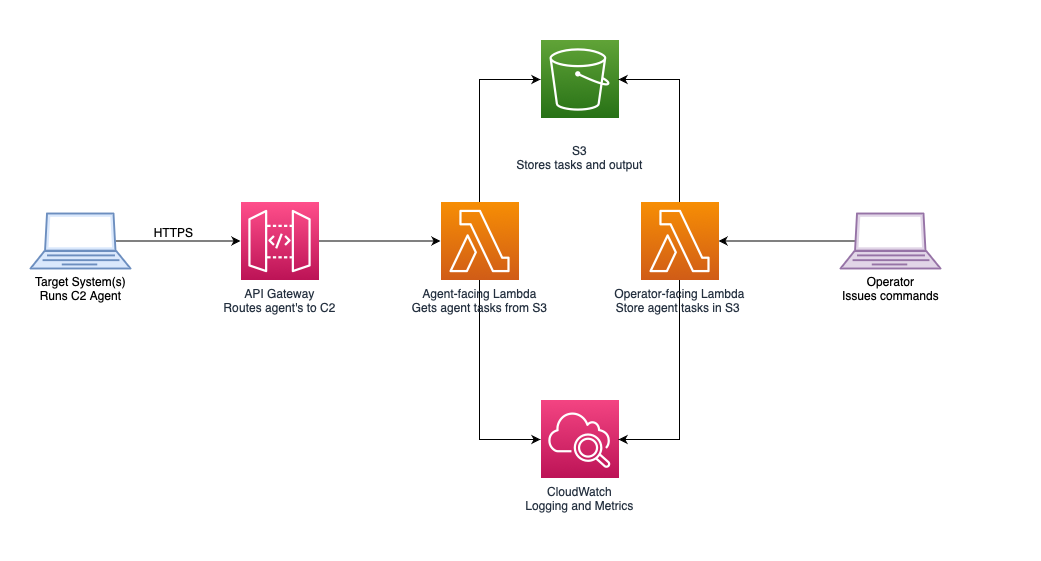 S3
Stores tasks and output
HTTPS
</>
Target System(s)
Runs C2 Agent
API Gateway
Routes agent's to C2
Agent-facing Lambda
Gets agent tasks from S3
Operator-facing Lambda
Store agent tasks in S3
Operator
Issues commands
CloudWatch
Logging and Metrics